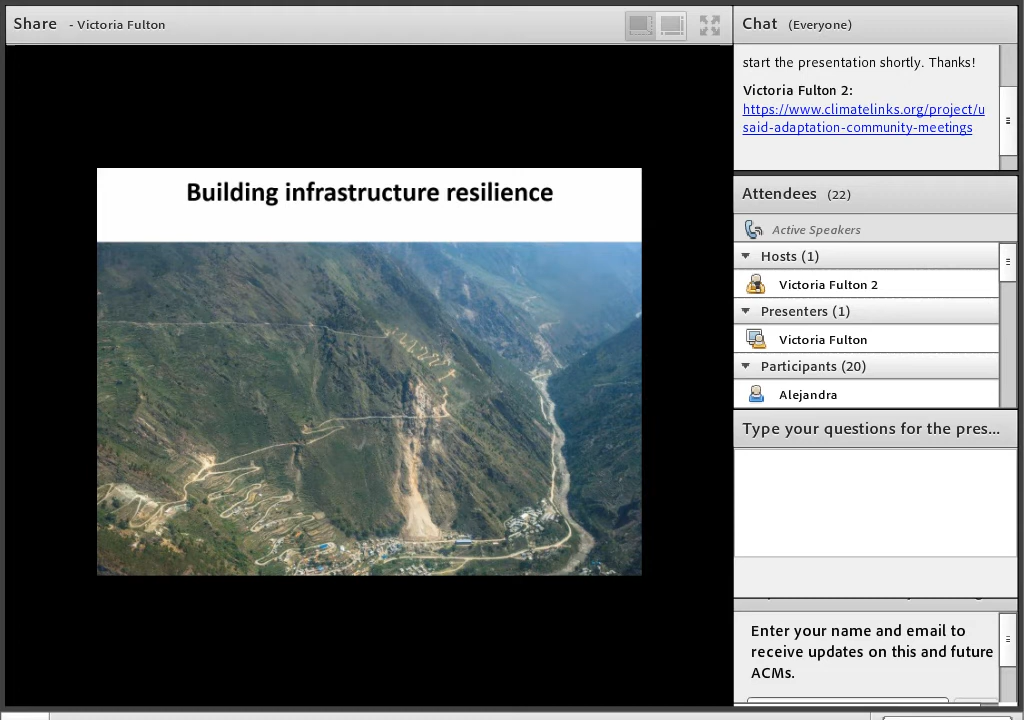 Share - Victoria Fulton
Building infrastructure resilience
Chat (Everyone)
start the presentation shortly. Thanks!
Victoria Fulton 2:
https://www.climatelinks.org/project/u
said-adaptation-community-meetings
Attendees (22)
Active Speakers
Hosts (1)
Victoria Fulton 2
Presenters (1)
Victoria Fulton
Participants (20)
Alejandra
Type your questions for the pres...
Enter your name and email to
receive updates on this and future
ACMs.